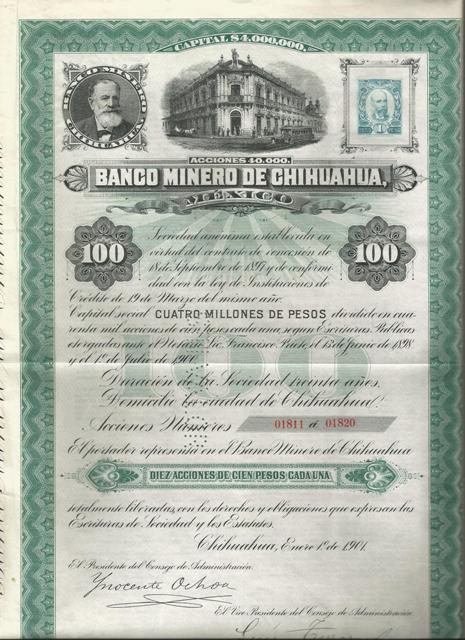 CAPITAL $4.000,000.
BANCO MINERO
CHIHUAHUA
1
ACCIONES 40.000.
BANCO MINERO DE CHIHUAHUA,
MÉXICO
100
100
Sociedad anónima establecida en
virtud del contrato de concesión de
18 de Septiembre de 1897 y de conformi
dad con la Ley de Instituciones de
Crédito de 19 de Marzo del mismo año.
Capital social CUATRO MILLONES DE PESOS dividido en cua
renta mil acciones de cien pesos cada una según Escrituras Públicas
otorgadas ante el Notario Lic. Francisco el 13 de Junio de 1898
y el 1º de Julio de 1900.
100
Duración de la Sociedad treinta años.
Domicilio la ciudad de Chihuahua.
Acciones Números 01811 á 01820
El portador representa en el Banco Minero de Chihuahua
DIEZ ACCIONES DE CIEN PESOS CADA UNA
totalmente liberadas, con los derechos y obligaciones que expresan las
Escrituras de Sociedad y los Estatutos.
Chihuahua, Enero 1º de 1901.
El Presidente del Consejo de Administración.
Ynocente Ochoa
El Vice Presidente del Consejo de Administración